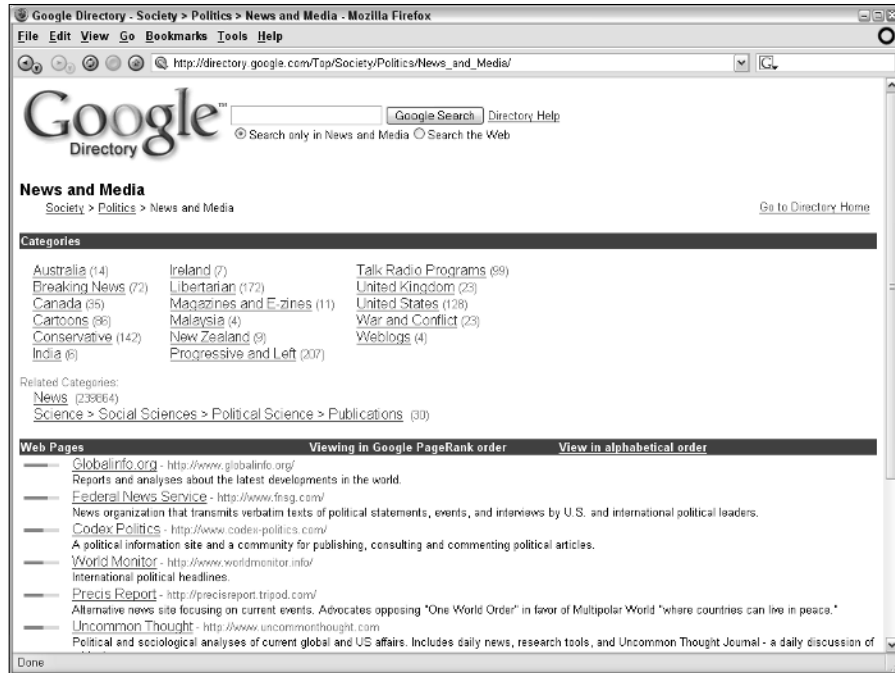 Google Directory - Society > Politics > News and Media - Mozilla Firefox
File Edit View Go Bookmarks Tools Help
http://directory.google.com/Top/Society/Politics/News_and_Media/
G
Google™ Google Search Directory Help
Directory Search only in News and Media Search the Web
News and Media
Society > Politics > News and Media Go to Directory Home
Categories
Australia (14) Ireland (7) Talk Radio Programs (99)
Breaking News (72) Libertarian (172) United Kingdom (23)
Canada (35) Magazines and E-zines (11) United States (128)
Cartoons (86) Malaysia (4) War and Conflict (23)
Conservative (142) New Zealand (9) Weblogs (4)
India (6) Progressive and Left (207)
Related Categories:
News (239864)
Science > Social Sciences > Political Science > Publications (30)
Web Pages Viewing in Google PageRank order View in alphabetical order
Globalinfo.org - http://www.globalinfo.org/
Reports and analyses about the latest developments in the world.
Federal News Service - http://www.fnsg.com/
News organization that transmits verbatim texts of political statements, events, and interviews by U.S. and international political leaders.
Codex Politics - http://www.codex-politics.com/
A political information site and a community for publishing, consulting and commenting political articles.
World Monitor - http://www.worldmonitor.info/
International political headlines.
Precis Report - http://precisreport.tripod.com/
Alternative news site focusing on current events. Advocates opposing "One World Order" in favor of Multipolar World "where countries can live in peace."
Uncommon Thought - http://www.uncommonthought.com
Political and sociological analyses of current global and US affairs. Includes daily news, research tools, and Uncommon Thought Journal - a daily discussion of
Done